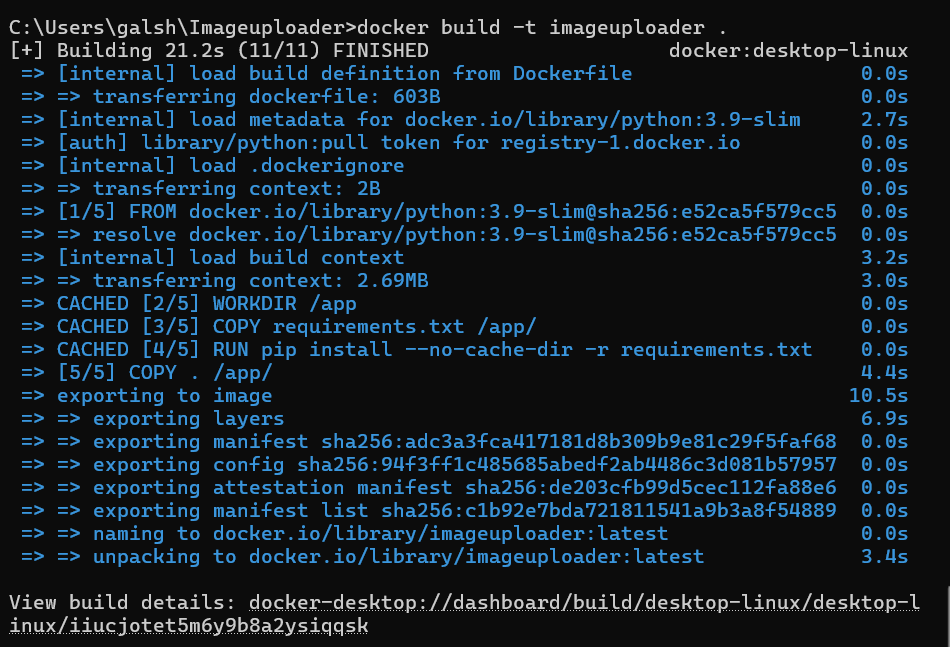 C:\Users\galsh\Imageuploader>docker build -t imageuploader .
[+] Building 21.2s (11/11) FINISHED docker:desktop-linux
=> [internal] load build definition from Dockerfile 0.0s
=> => transferring dockerfile: 603B 0.0s
=> [internal] load metadata for docker.io/library/python:3.9-slim 2.7s
=> [auth] library/python:pull token for registry-1.docker.io 0.0s
=> [internal] load .dockerignore 0.0s
=> => transferring context: 2B 0.0s
=> [1/5] FROM docker.io/library/python:3.9-slim@sha256:e52ca5f579cc5 0.0s
=> => resolve docker.io/library/python:3.9-slim@sha256:e52ca5f579cc5 0.0s
=> [internal] load build context 3.2s
=> => transferring context: 2.69MB 3.0s
=> CACHED [2/5] WORKDIR /app 0.0s
=> CACHED [3/5] COPY requirements.txt /app/ 0.0s
=> CACHED [4/5] RUN pip install --no-cache-dir -r requirements.txt 0.0s
=> [5/5] COPY . /app/ 4.4s
=> exporting to image 10.5s
=> => exporting layers 6.9s
=> => exporting manifest sha256:adc3a3fca417181d8b309b9e81c29f5faf68 0.0s
=> => exporting config sha256:94f3ff1c485685abedf2ab4486c3d081b57957 0.0s
=> => exporting attestation manifest sha256:de203cfb99d5cec112fa88e6 0.0s
=> => exporting manifest list sha256:c1b92e7bda721811541a9b3a8f54889 0.0s
=> => naming to docker.io/library/imageuploader:latest 0.0s
=> => unpacking to docker.io/library/imageuploader:latest 3.4s
View build details: docker-desktop://dashboard/build/desktop-linux/desktop-l
inux/iiucjotet5m6y9b8a2ysiqqsk